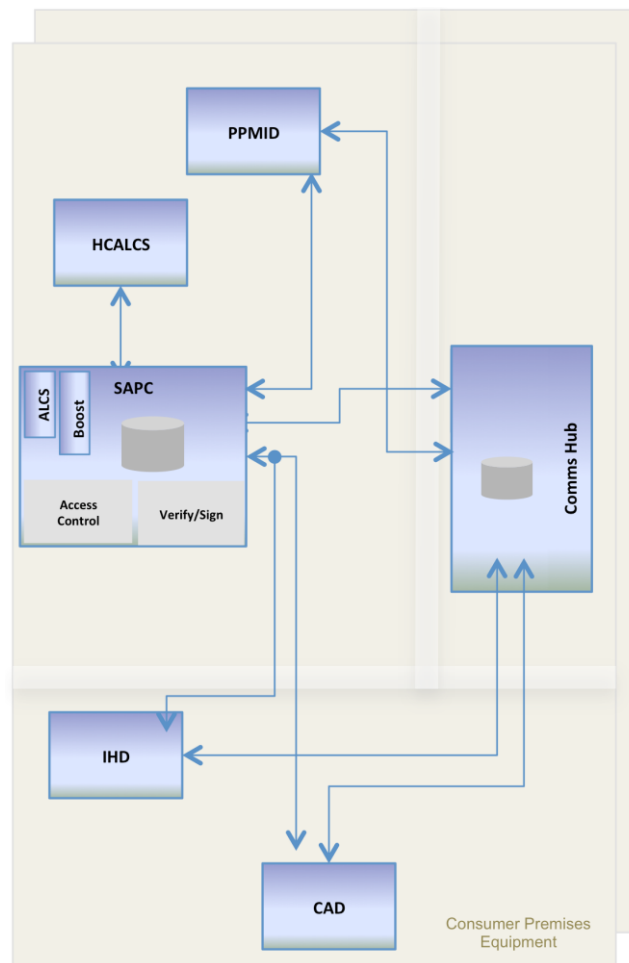 PPMID
HCALCS
SAPC
ALCS
Boost
Access
Control
Verify/Sign
Comms Hub
IHD
CAD
Consumer Premises
Equipment